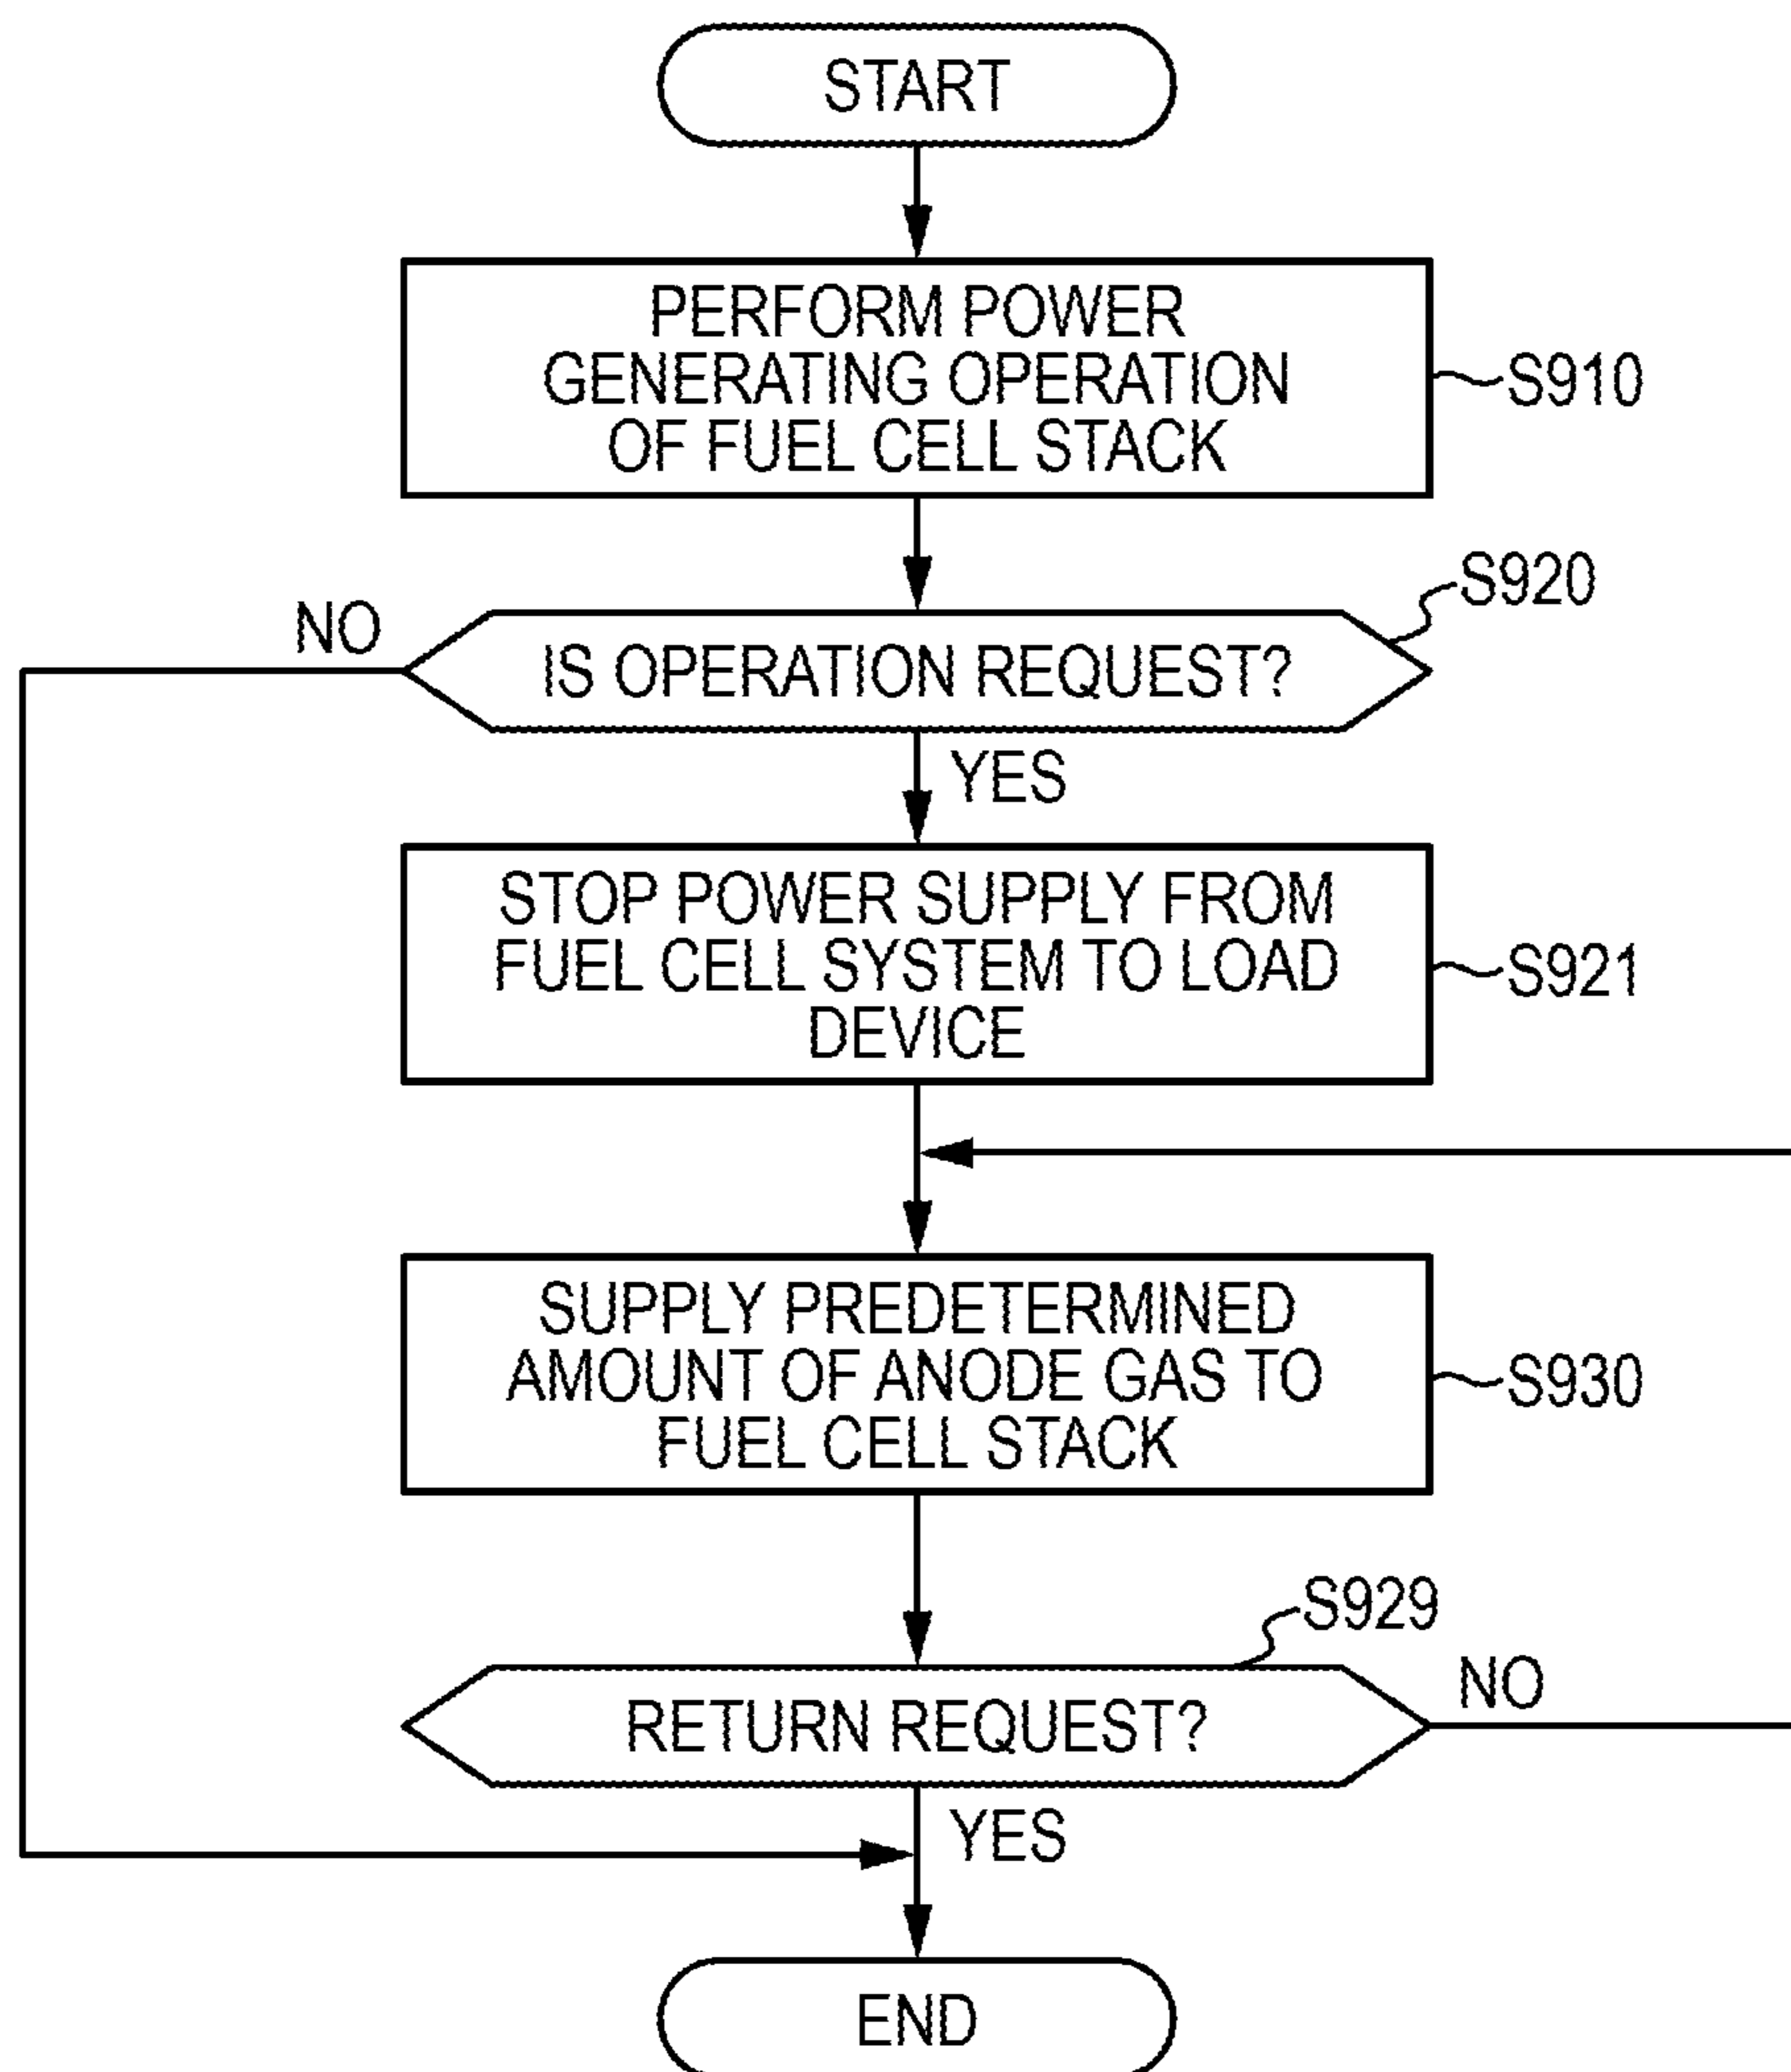 START
PERFORM POWER
GENERATING OPERATION
OF FUEL CELL STACK
S910
S920
NO
IS OPERATION REQUEST?
YES
STOP POWER SUPPLY FROM
FUEL CELL SYSTEM TO LOAD
DEVICE
S921
SUPPLY PREDETERMINED
AMOUNT OF ANODE GAS TO
FUEL CELL STACK
S930
S929
RETURN REQUEST?
NO
YES
END